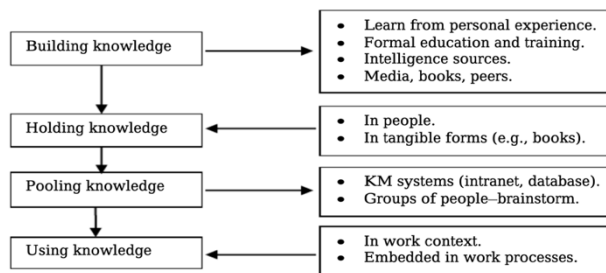 Building knowledge
● Learn from personal experience.
● Formal education and training.
● Intelligence sources.
● Media, books, peers.
Holding knowledge
● In people.
● In tangible forms (e.g., books).
Pooling knowledge
● KM systems (intranet, database).
● Groups of people–brainstorm.
Using knowledge
● In work context.
● Embedded in work processes.